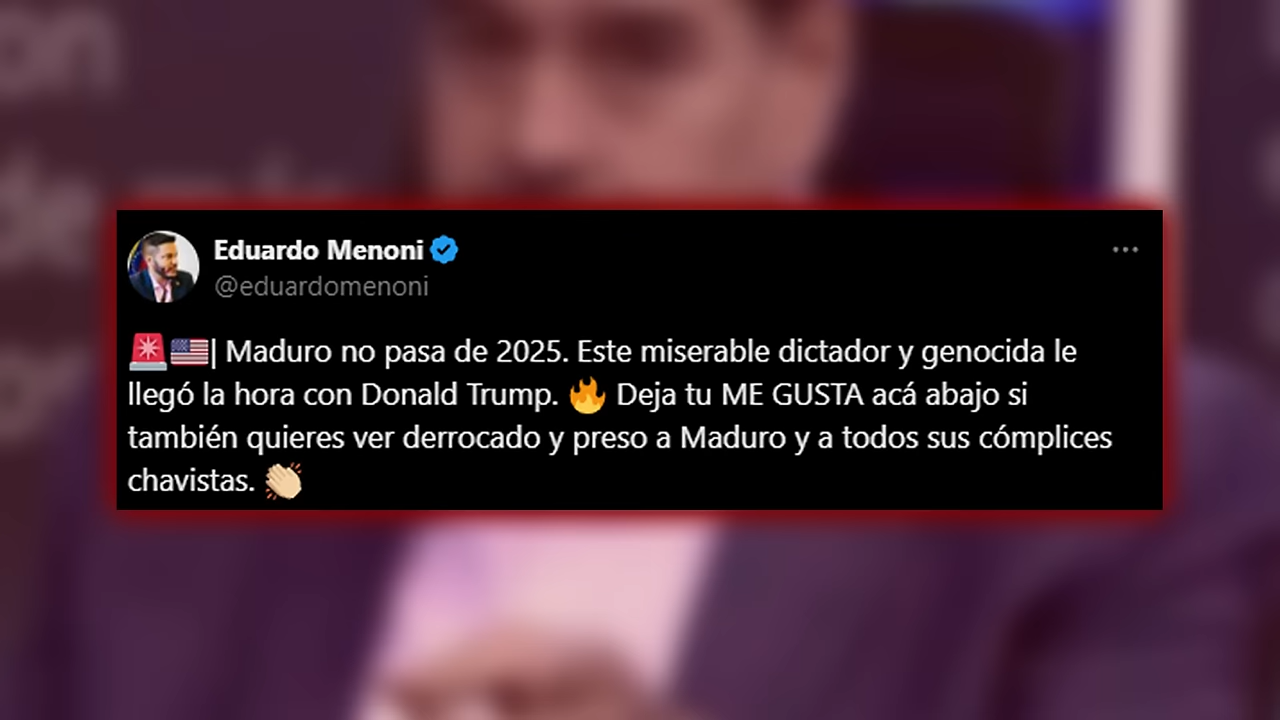 Eduardo Menoni
@eduardomenoni
🚨🇺🇸| Maduro no pasa de 2025. Este miserable dictador y genocida le
llegó la hora con Donald Trump. 🔥 Deja tu ME GUSTA acá abajo si
también quieres ver derrocado y preso a Maduro y a todos sus cómplices
chavistas. 👏🏻